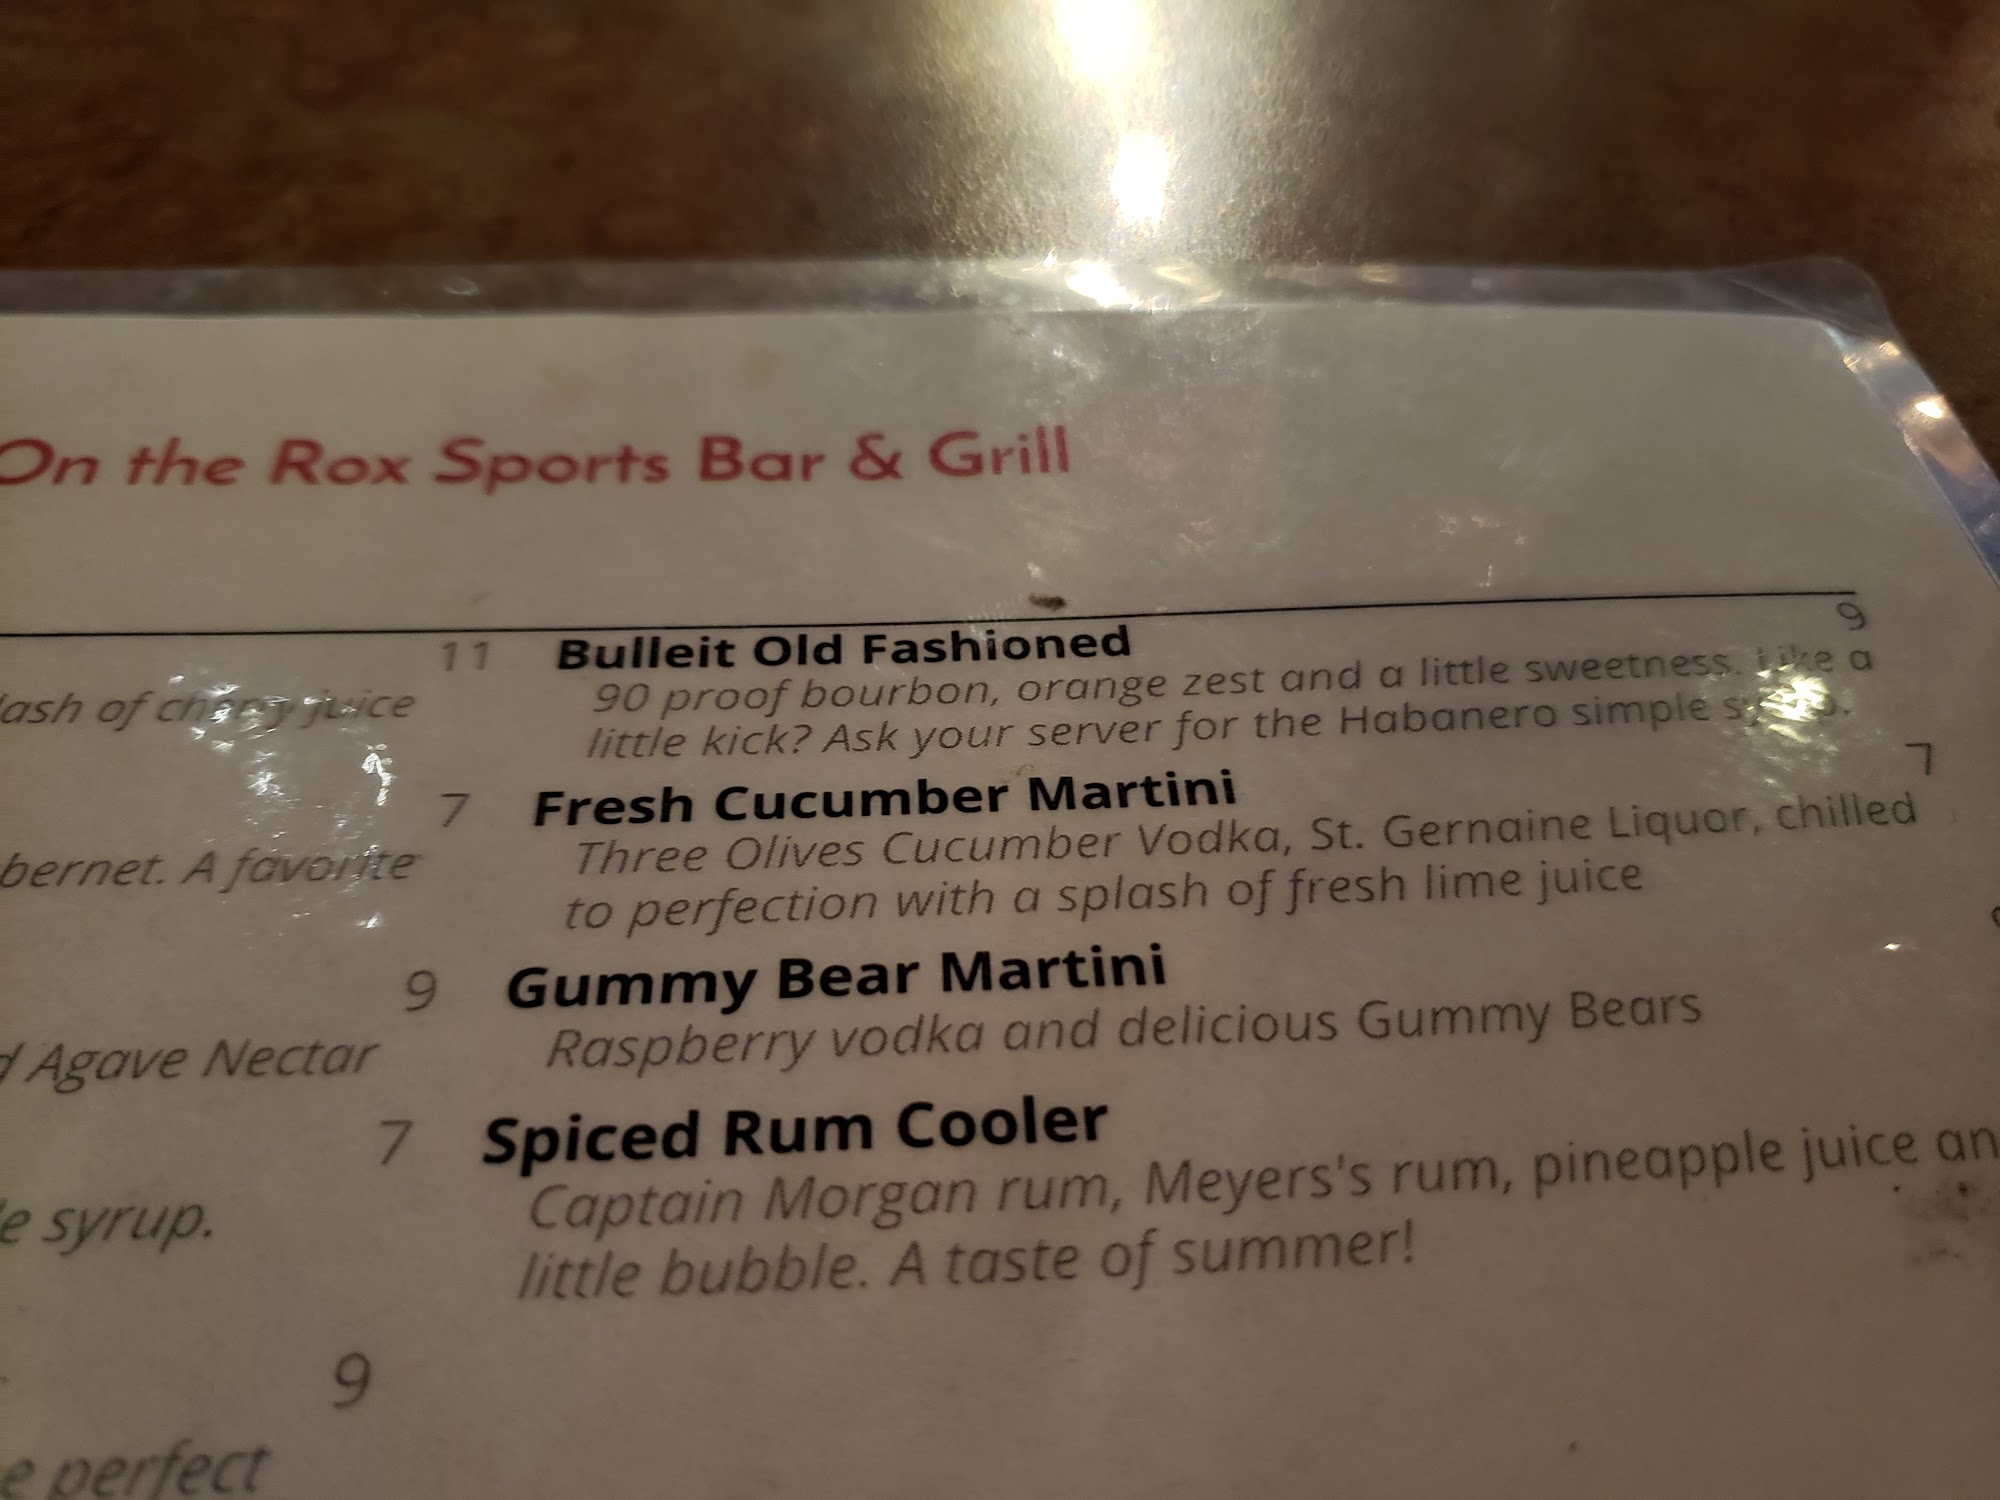 On the Rox Sports Bar & Grill
11
lash of cherry juice
7
bernet. A favorite
9
d Agave Nectar
7
e syrup.
9
e perfect
Bulleit Old Fashioned 9
90 proof bourbon, orange zest and a little sweetness. Like a
little kick? Ask your server for the Habanero simple syrup.
Fresh Cucumber Martini 7
Three Olives Cucumber Vodka, St. Gernaine Liquor, chilled
to perfection with a splash of fresh lime juice
Gummy Bear Martini
Raspberry vodka and delicious Gummy Bears
Spiced Rum Cooler
Captain Morgan rum, Meyers's rum, pineapple juice an
little bubble. A taste of summer!